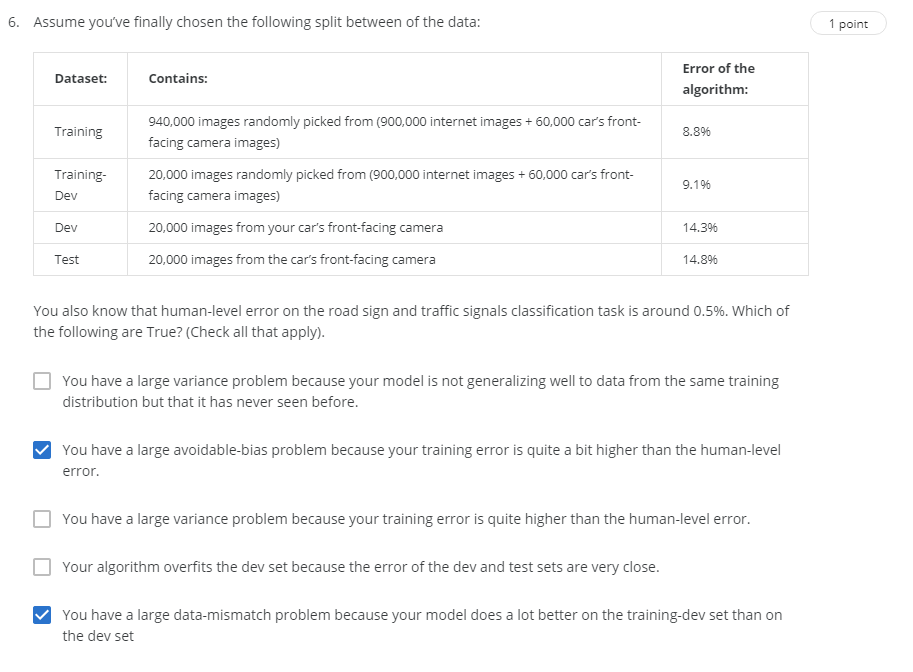 6. Assume you've finally chosen the following split between of the data:
1 point
Dataset:
Contains:
Error of the
algorithm:
Training
940,000 images randomly picked from (900,000 internet images + 60,000 car's front-
facing camera images)
8.8%
Training-
Dev
20,000 images randomly picked from (900,000 internet images + 60,000 car's front-
facing camera images)
9.1%
Dev
20,000 images from your car's front-facing camera
14.3%
Test
20,000 images from the car's front-facing camera
14.8%
You also know that human-level error on the road sign and traffic signals classification task is around 0.5%. Which of
the following are True? (Check all that apply).
You have a large variance problem because your model is not generalizing well to data from the same training
distribution but that it has never seen before.
You have a large avoidable-bias problem because your training error is quite a bit higher than the human-level
error.
You have a large variance problem because your training error is quite higher than the human-level error.
Your algorithm overfits the dev set because the error of the dev and test sets are very close.
You have a large data-mismatch problem because your model does a lot better on the training-dev set than on
the dev set